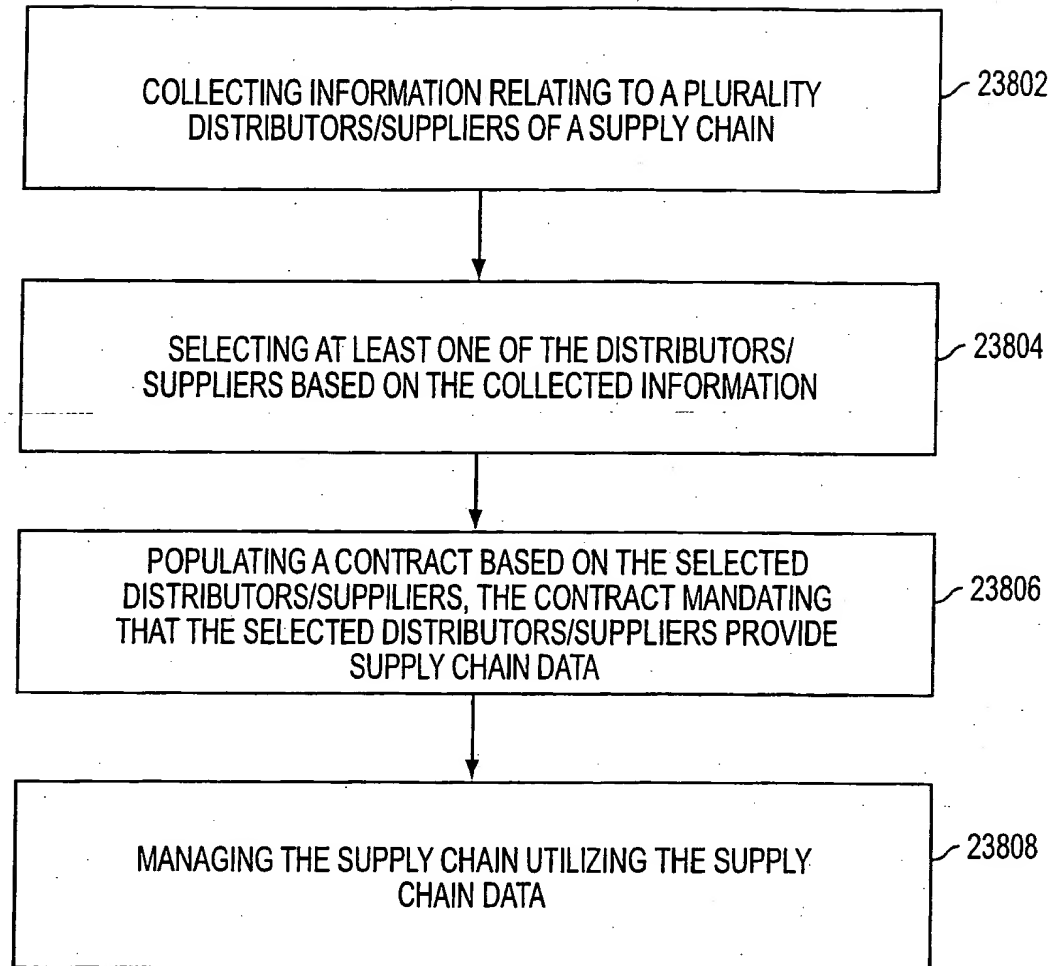 COLLECTING INFORMATION RELATING TO A PLURALITY
DISTRIBUTORS/SUPPLIERS OF A SUPPLY CHAIN
23802
SELECTING AT LEAST ONE OF THE DISTRIBUTORS/
SUPPLIERS BASED ON THE COLLECTED INFORMATION
23804
POPULATING A CONTRACT BASED ON THE SELECTED
DISTRIBUTORS/SUPPILIERS, THE CONTRACT MANDATING
THAT THE SELECTED DISTRIBUTORS/SUPPLIERS PROVIDE
SUPPLY CHAIN DATA
23806
MANAGING THE SUPPLY CHAIN UTILIZING THE SUPPLY
CHAIN DATA
23808